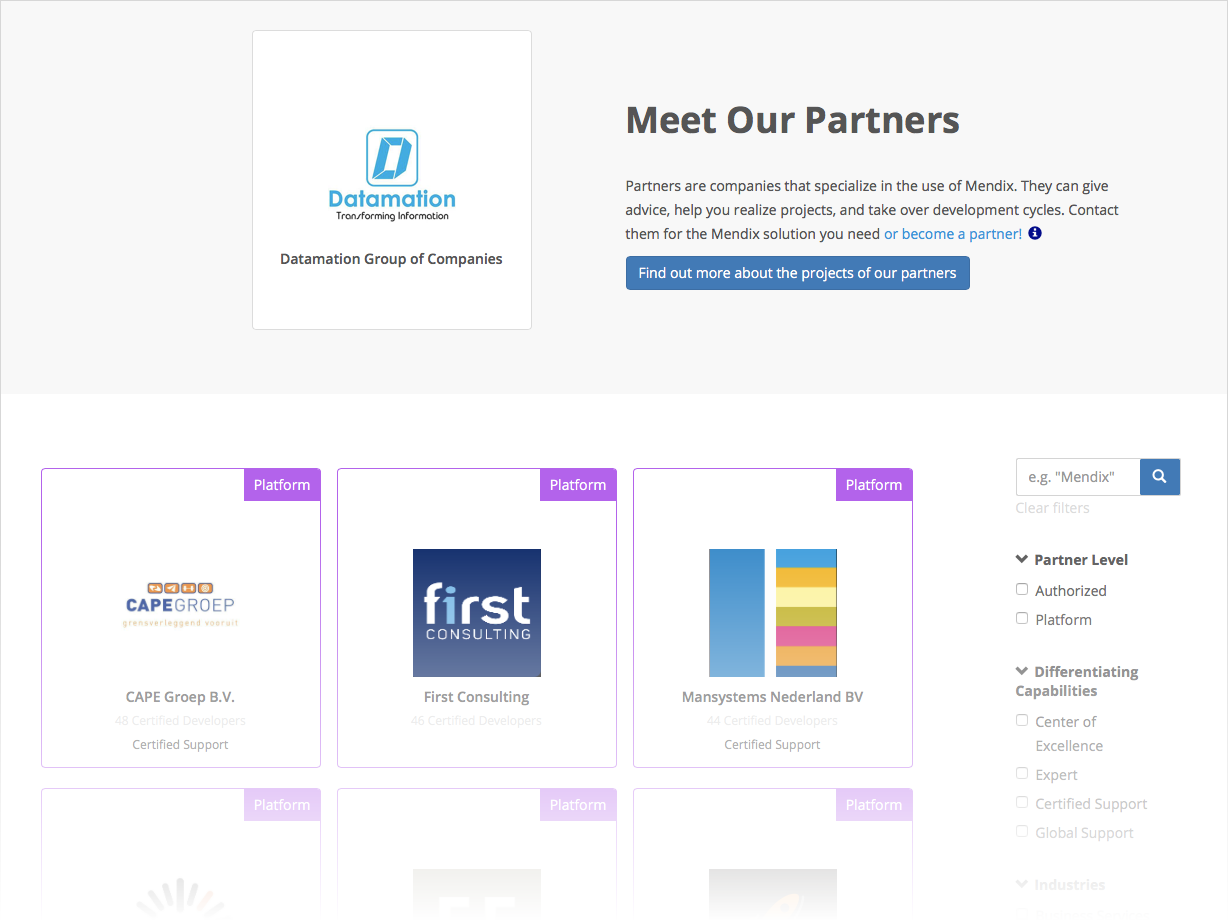 Datamation
Transforming Information
Datamation Group of Companies
Meet Our Partners
Partners are companies that specialize in the use of Mendix. They can give
advice, help you realize projects, and take over development cycles. Contact
them for the Mendix solution you need or become a partner!
Find out more about the projects of our partners
Platform
CAPEGROEP
grensverleggend vooruit
CAPE Groep B.V.
48 Certified Developers
Certified Support
Platform
first
CONSULTING
First Consulting
46 Certified Developers
Platform
Mansystems Nederland BV
44 Certified Developers
Certified Support
Platform
Platform
Platform
e.g. "Mendix"
Clear filters
Partner Level
Authorized
Platform
Differentiating
Capabilities
Center of
Excellence
Expert
Certified Support
Global Support
Industries